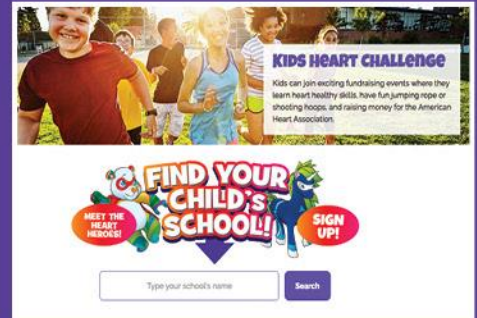 KIDS HEART CHALLENGE
Kids can join exciting fundraising events where they
learn heart healthy skills, have fun jumping rope or
shooting hoops, and raising money for the American
Heart Association.
FIND YOUR
CHILD'S
SCHOOL!
MEET THE
HEART
HEROES!
SIGN
UP!
Type your school's name
Search